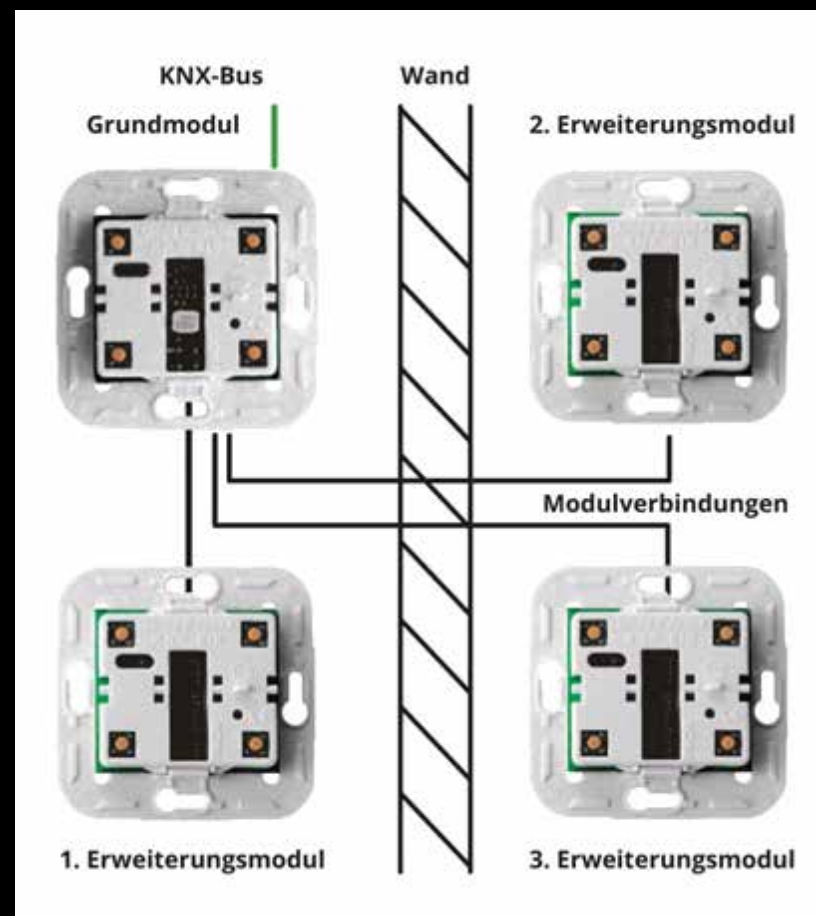 KNX-Bus
Wand
Grundmodul
2. Erweiterungsmodul
Modulverbindungen
1. Erweiterungsmodul
3. Erweiterungsmodul